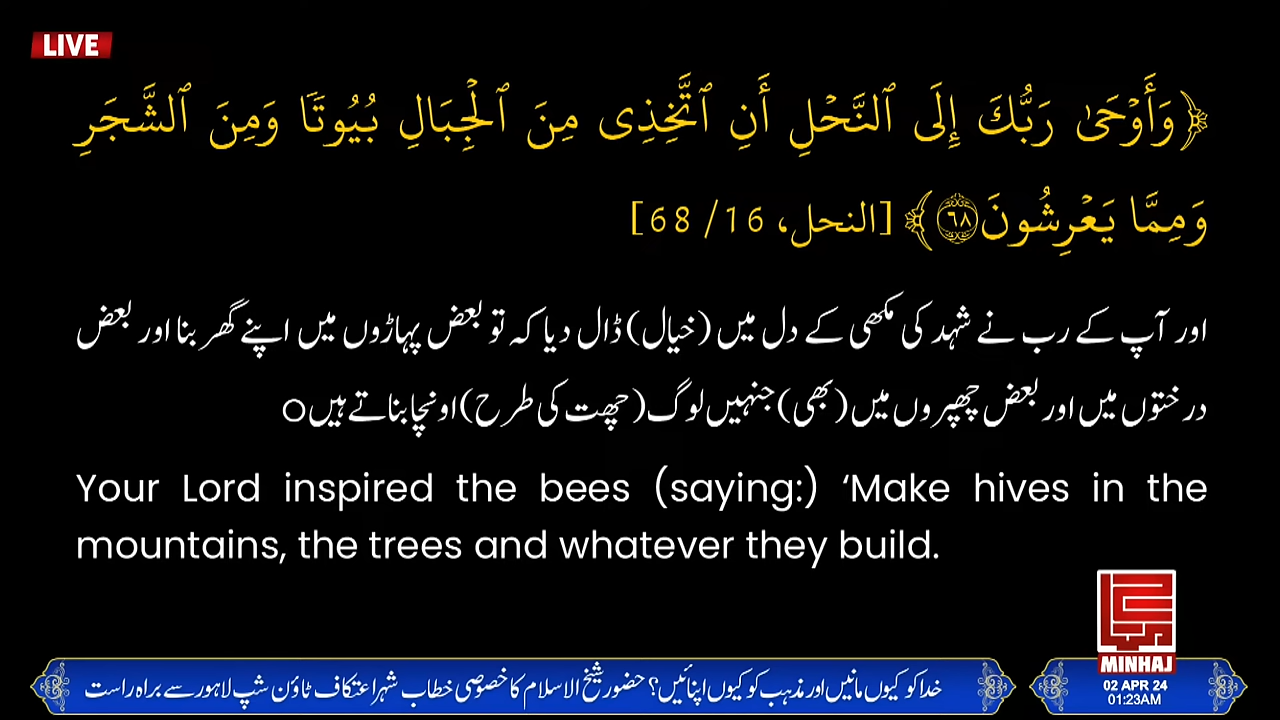 LIVE
﴿وَأَوۡحَىٰ رَبُّكَ إِلَى ٱلنَّحۡلِ أَنِ ٱتَّخِذِى مِنَ ٱلۡجِبَالِ بُيُوتًا وَمِنَ ٱلشَّجَرِ
وَمِمَّا يَعۡرِشُونَ۝٦٨﴾ [النحل، 16/ 68]
اور آپ کے رب نے شہد کی مکھی کے دل میں (خیال) ڈال دیا کہ تو بعض پہاڑوں میں اپنے گھر بنا اور بعض
درختوں میں اور بعض چھپروں میں (بھی) جنہیں لوگ (چھت کی طرح) اونچا بناتے ہیںo
Your Lord inspired the bees (saying:) ‘Make hives in the
mountains, the trees and whatever they build.
MINHAJ
خدا کو کیوں مانیں اور مذہب کو کیوں اپنائیں؟ حضور شیخ الاسلام کا خصوصی خطاب شہر اعتکاف ٹاؤن شپ لاہور سے براہ راست
02 APR 24
01:23AM